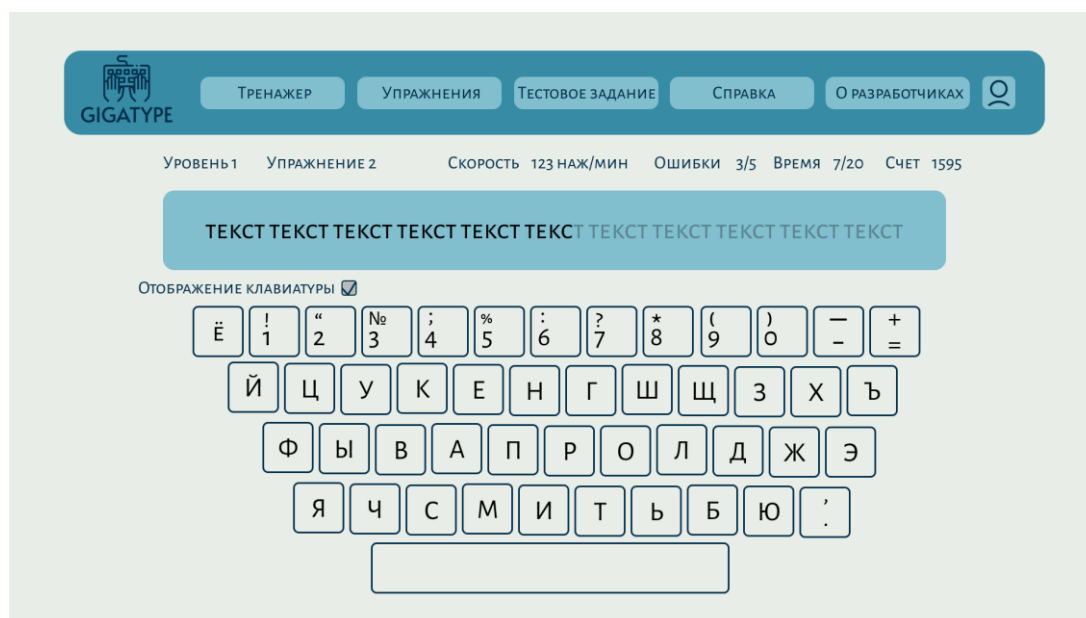 GIGATYPE
Тренажер Упражнения Тестовое задание Справка О разработчиках
Уровень 1 Упражнение 2 Скорость 123 наж/мин Ошибки 3/5 Время 7/20 Счет 1595
ТЕКСТ ТЕКСТ ТЕКСТ ТЕКСТ ТЕКСТ ТЕКСТ ТЕКСТ ТЕКСТ ТЕКСТ ТЕКСТ ТЕКСТ
Отображение клавиатуры
Ё ! 1 “ 2 № 3 ; 4 % 5 : 6 ? 7 * 8 ( 9 ) 0 — - + =
Й Ц У К Е Н Г Ш Щ З Х Ъ
Ф Ы В А П Р О Л Д Ж Э
Я Ч С М И Т Ь Б Ю , .